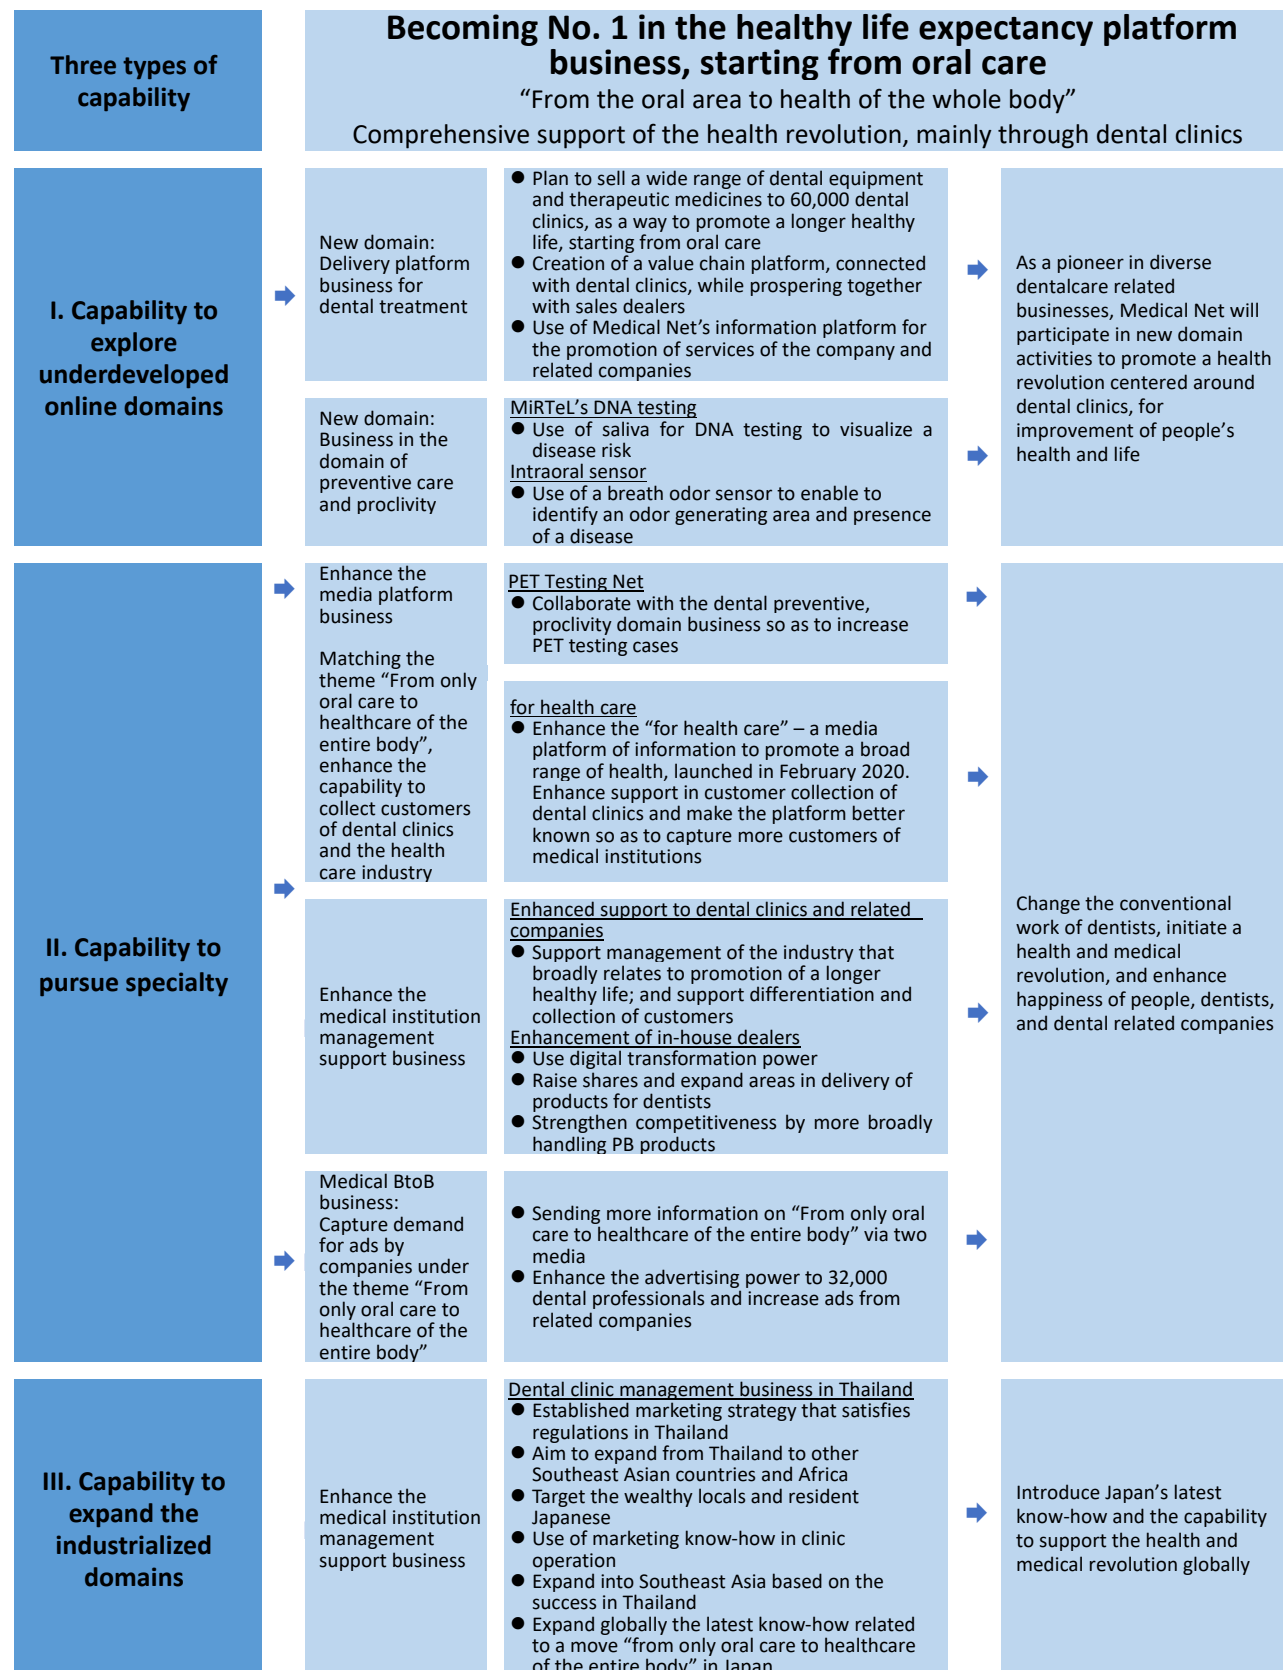 Three types of
capability
Becoming No. 1 in the healthy life expectancy platform
business, starting from oral care
“From the oral area to health of the whole body”
Comprehensive support of the health revolution, mainly through dental clinics
I. Capability to
explore
underdeveloped
online domains
New domain:
Delivery platform
business for
dental treatment
● Plan to sell a wide range of dental equipment
and therapeutic medicines to 60,000 dental
clinics, as a way to promote a longer healthy
life, starting from oral care
● Creation of a value chain platform, connected
with dental clinics, while prospering together
with sales dealers
● Use of Medical Net’s information platform for
the promotion of services of the company and
related companies
New domain:
Business in the
domain of
preventive care
and proclivity
MiRTeL’s DNA testing
● Use of saliva for DNA testing to visualize a
disease risk
Intraoral sensor
● Use of a breath odor sensor to enable to
identify an odor generating area and presence
of a disease
As a pioneer in diverse
dentalcare related
businesses, Medical Net will
participate in new domain
activities to promote a health
revolution centered around
dental clinics, for
improvement of people’s
health and life
II. Capability to
pursue specialty
Enhance the
media platform
business
Matching the
theme “From only
oral care to
healthcare of the
entire body”,
enhance the
capability to
collect customers
of dental clinics
and the health
care industry
PET Testing Net
● Collaborate with the dental preventive,
proclivity domain business so as to increase
PET testing cases
for health care
● Enhance the “for health care” – a media
platform of information to promote a broad
range of health, launched in February 2020.
Enhance support in customer collection of
dental clinics and make the platform better
known so as to capture more customers of
medical institutions
Enhance the
medical institution
management
support business
Enhanced support to dental clinics and related
companies
● Support management of the industry that
broadly relates to promotion of a longer
healthy life; and support differentiation and
collection of customers
Enhancement of in-house dealers
● Use digital transformation power
● Raise shares and expand areas in delivery of
products for dentists
● Strengthen competitiveness by more broadly
handling PB products
Medical BtoB
business:
Capture demand
for ads by
companies under
the theme “From
only oral care to
healthcare of the
entire body”
● Sending more information on “From only oral
care to healthcare of the entire body” via two
media
● Enhance the advertising power to 32,000
dental professionals and increase ads from
related companies
Change the conventional
work of dentists, initiate a
health and medical
revolution, and enhance
happiness of people, dentists,
and dental related companies
III. Capability to
expand the
industrialized
domains
Enhance the
medical institution
management
support business
Dental clinic management business in Thailand
● Established marketing strategy that satisfies
regulations in Thailand
● Aim to expand from Thailand to other
Southeast Asian countries and Africa
● Target the wealthy locals and resident
Japanese
● Use of marketing know-how in clinic
operation
● Expand into Southeast Asia based on the
success in Thailand
● Expand globally the latest know-how related
to a move “from only oral care to healthcare
of the entire body” in Japan
Introduce Japan’s latest
know-how and the capability
to support the health and
medical revolution globally